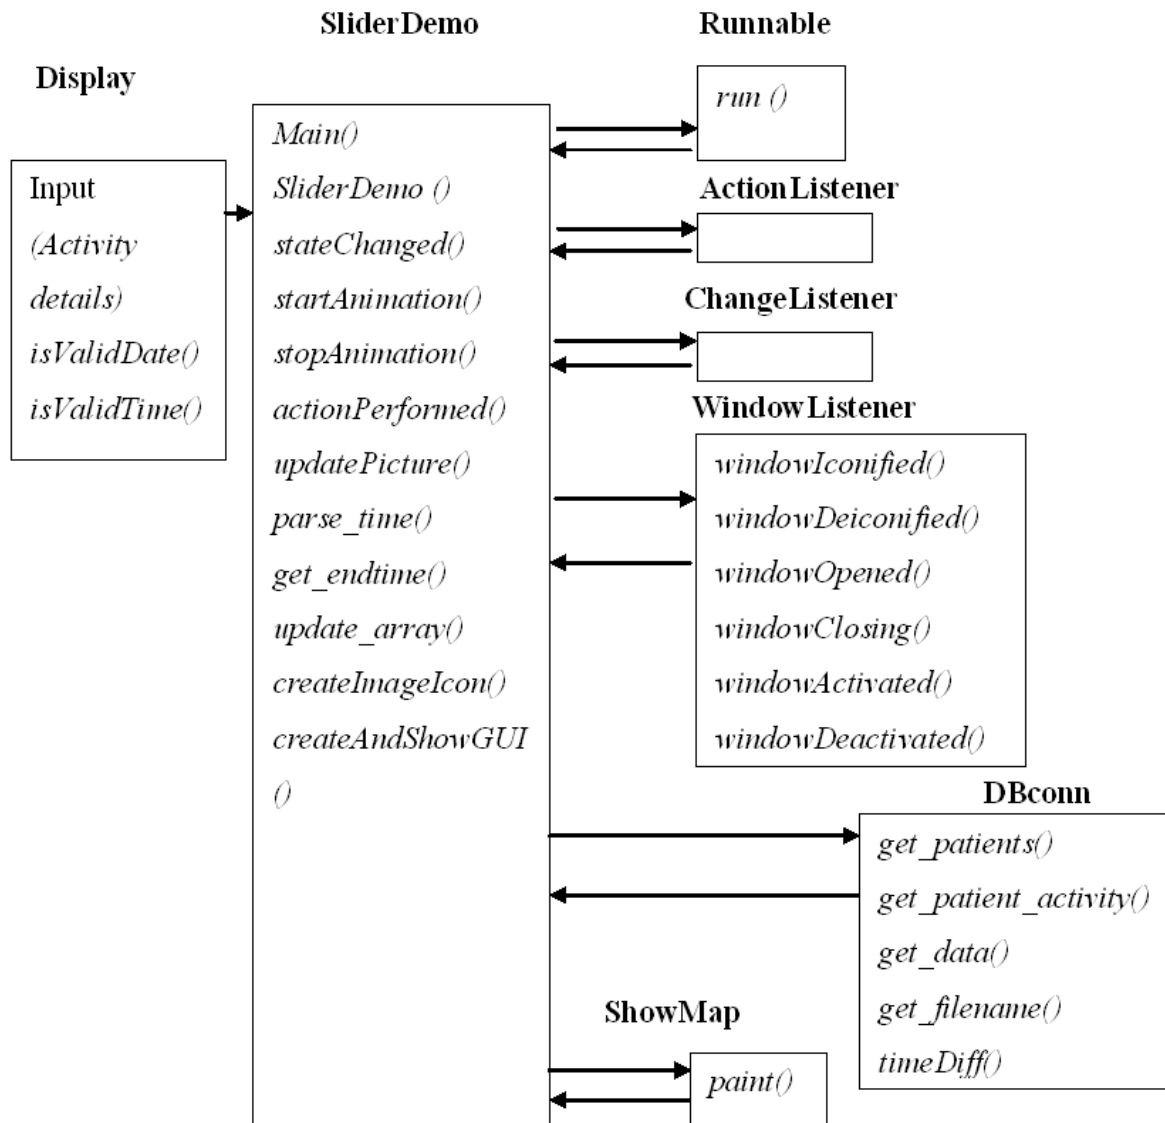 SliderDemo
Runnable
Display
Input
(Activity
details)
isValidDate()
isValidTime()
Main()
SliderDemo ()
stateChanged()
startAnimation()
stopAnimation()
actionPerformed()
updatePicture()
parse_time()
get_endtime()
update_array()
createImageIcon()
createAndShowGUI
()
run ()
ActionListener
ChangeListener
WindowListener
windowIconified()
windowDeiconified()
windowOpened()
windowClosing()
windowActivated()
windowDeactivated()
DBconn
get_patients()
get_patient_activity()
get_data()
get_filename()
timeDiff()
ShowMap
paint()